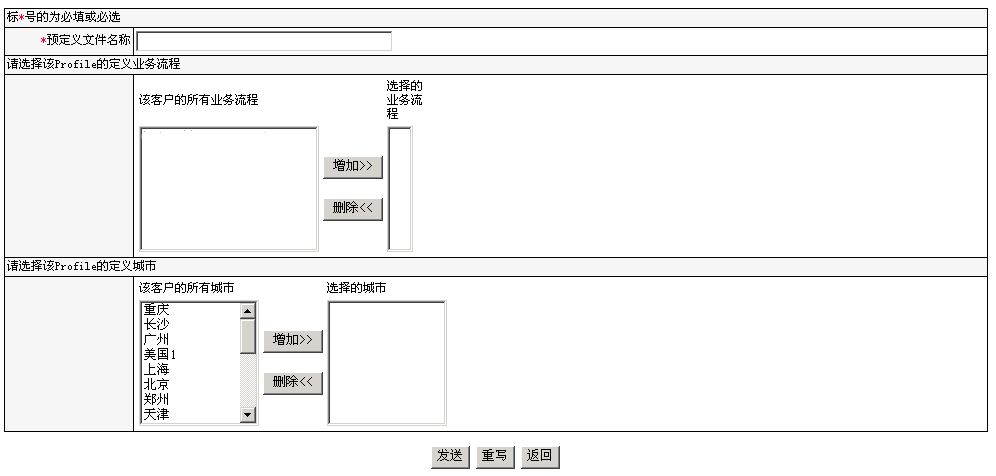 标*号的为必填或必选
*预定义文件名称
请选择该Profile的定义业务流程
该客户的所有业务流程
选择的
业务流
程
增加>>
删除<<
请选择该Profile的定义城市
该客户的所有城市
选择的城市
重庆
长沙
广州
美国1
上海
北京
郑州
天津
增加>>
删除<<
发送 重写 返回